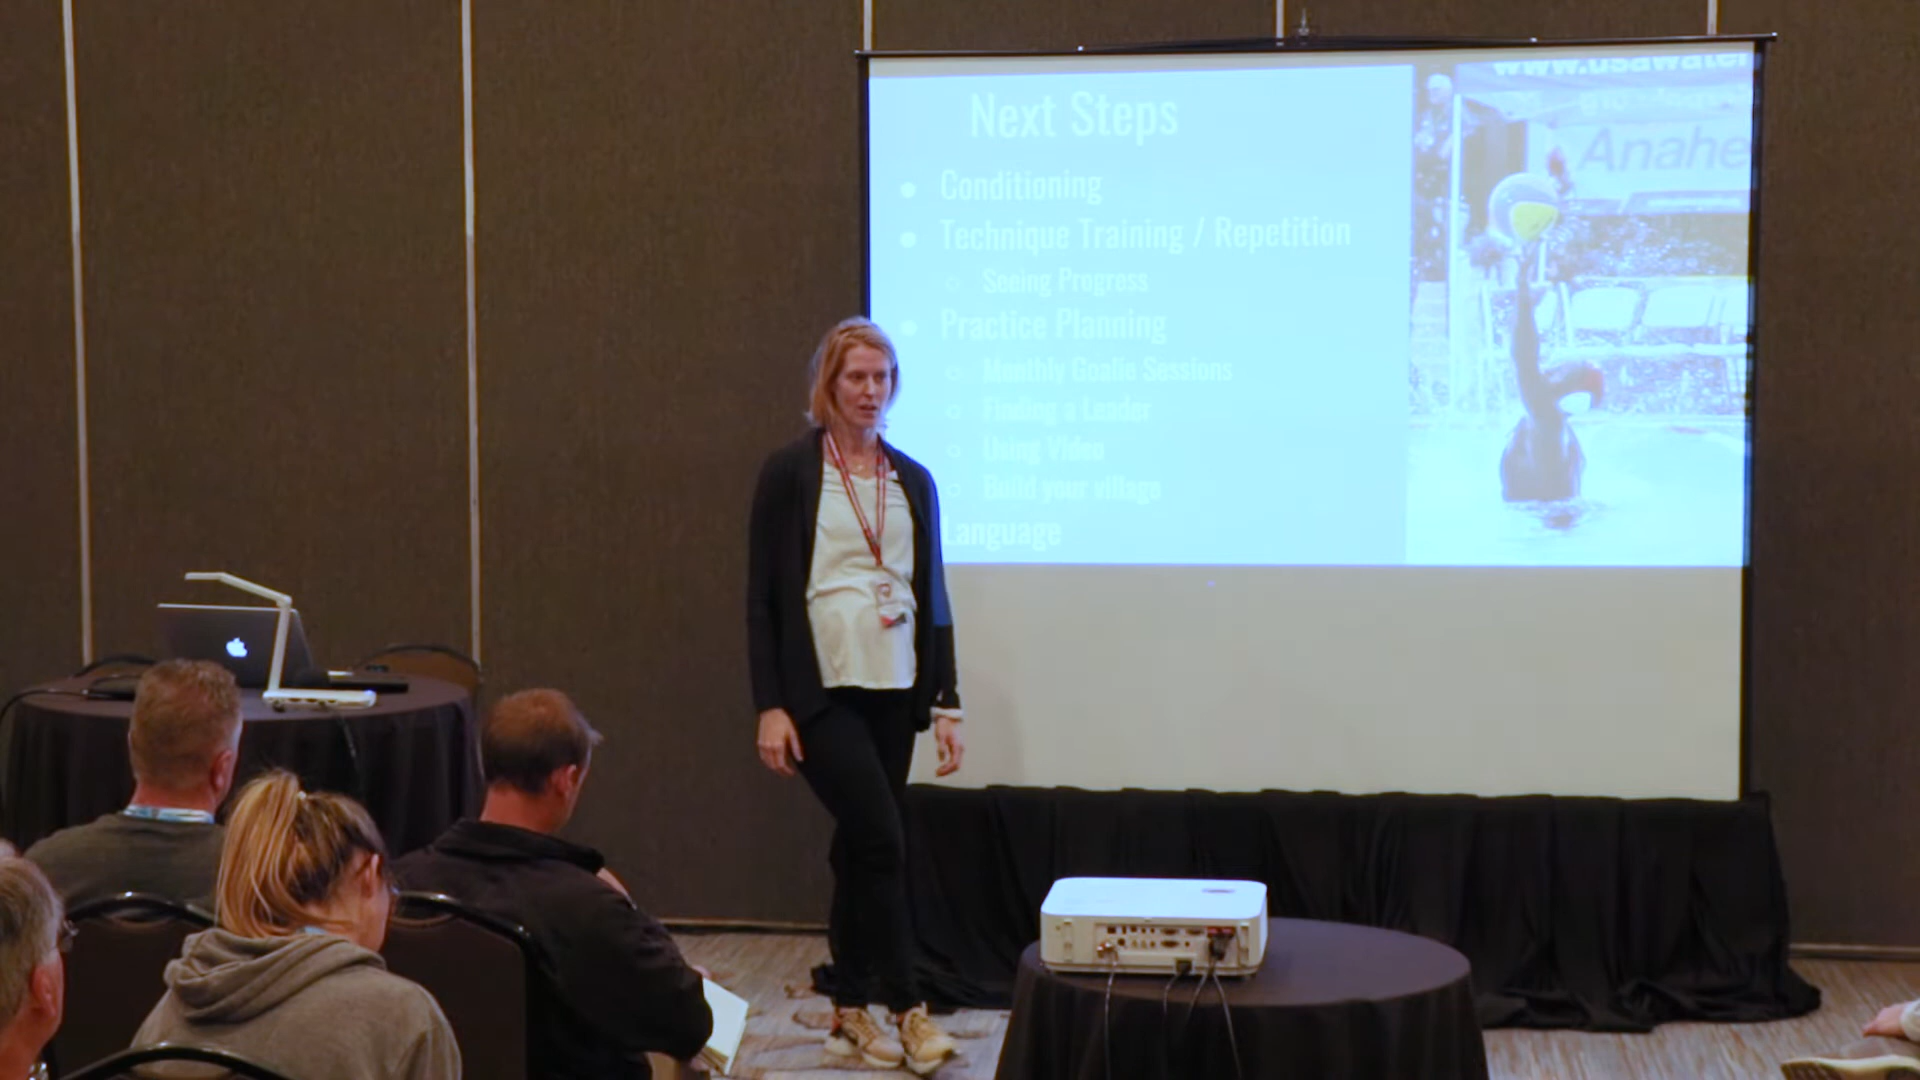 Next Steps
Conditioning
Technique Training / Repetition
Seeing Progress
Practice Planning
Monthly Goalie Sessions
Finding a Leader
Using Video
Build your village
Language
www.usawater
Anahe